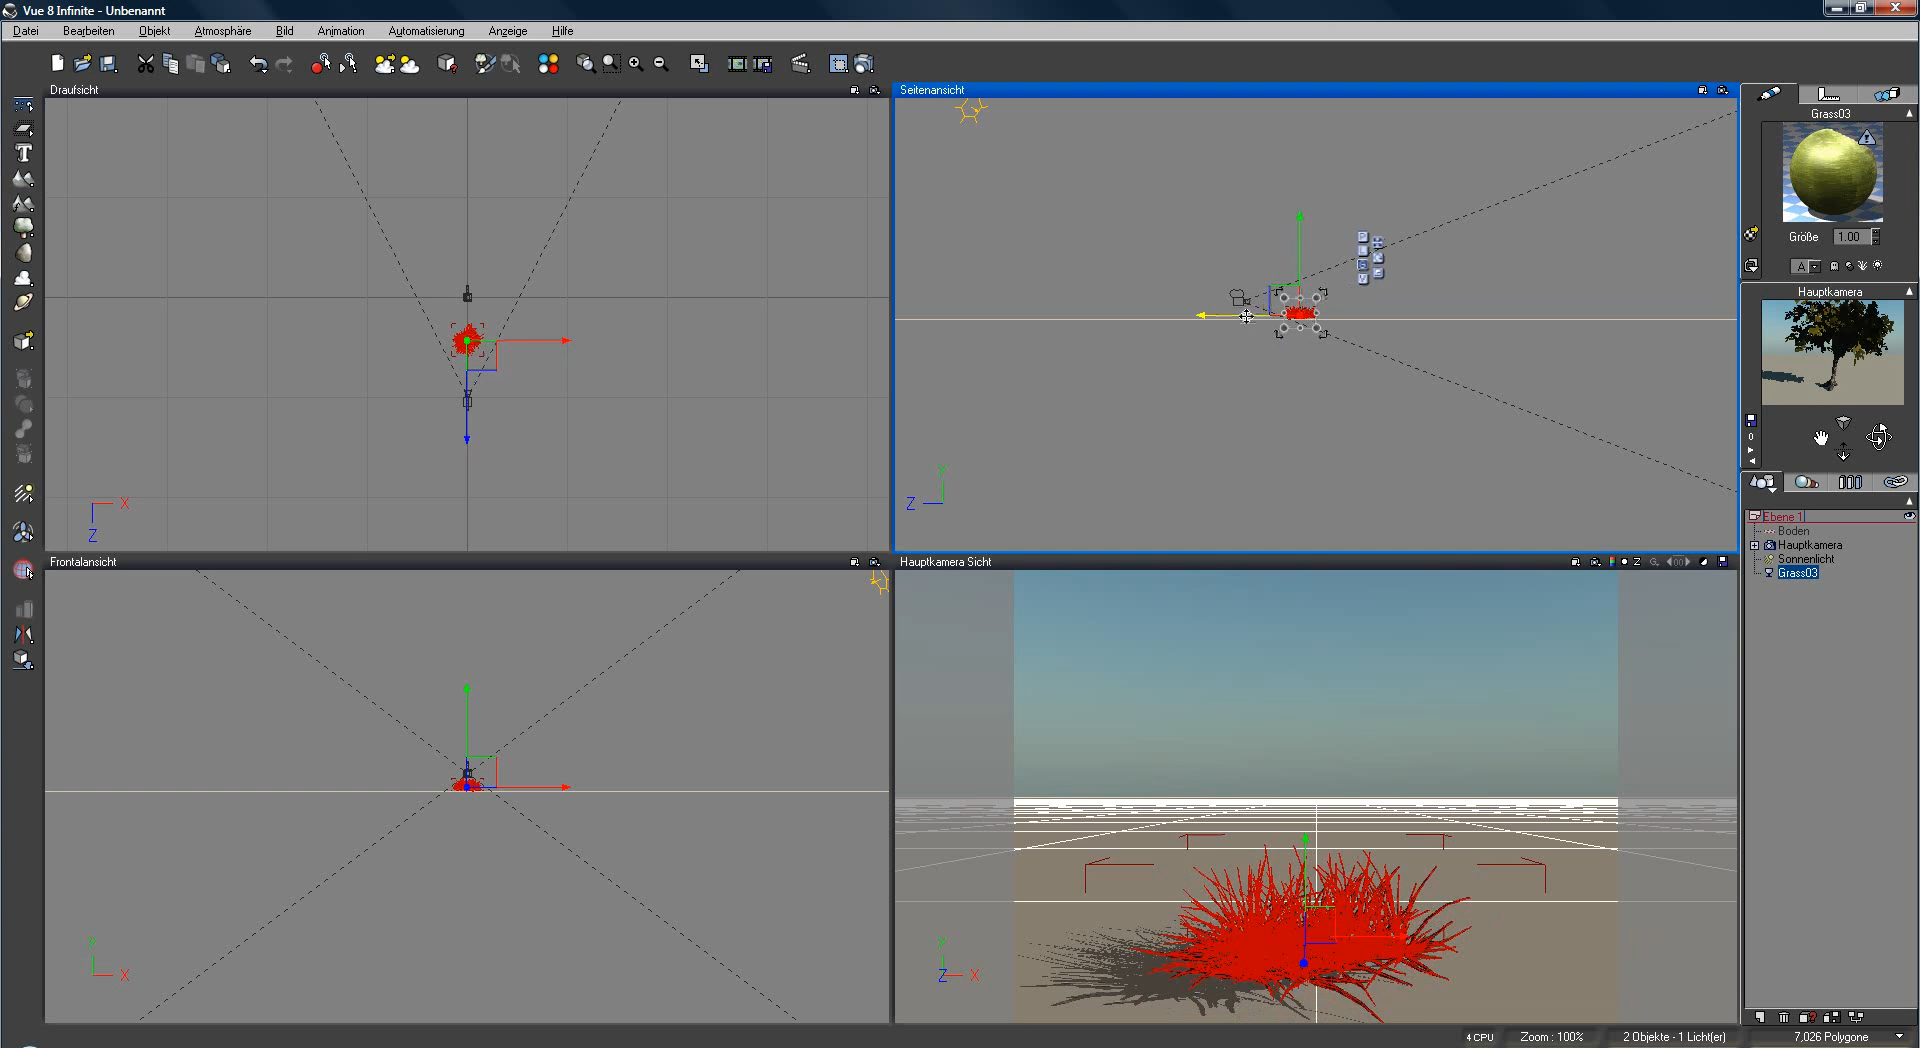 Vue 8 Infinite - Unbenannt
Datei Bearbeiten Objekt Atmosphäre Bild Animation Automatisierung Anzeige Hilfe
Draufsicht
Seitenansicht
Grass03
Größe 1.00
A
Hauptkamera
0
X
Z
Z
Y
Ebene 1
Boden
Hauptkamera
Sonnenlicht
Grass03
Frontalansicht
Hauptkamera Sicht
Z G 00
Y
X
Y
Z X
4 CPU Zoom : 100% 2 Objekte - 1 Licht(er) 7,026 Polygone